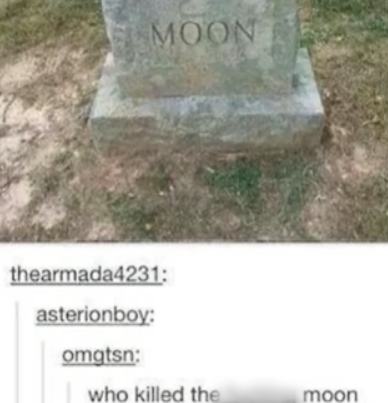 MOON
thearmada4231:
asterionboy:
omgtsn:
who killed the moon